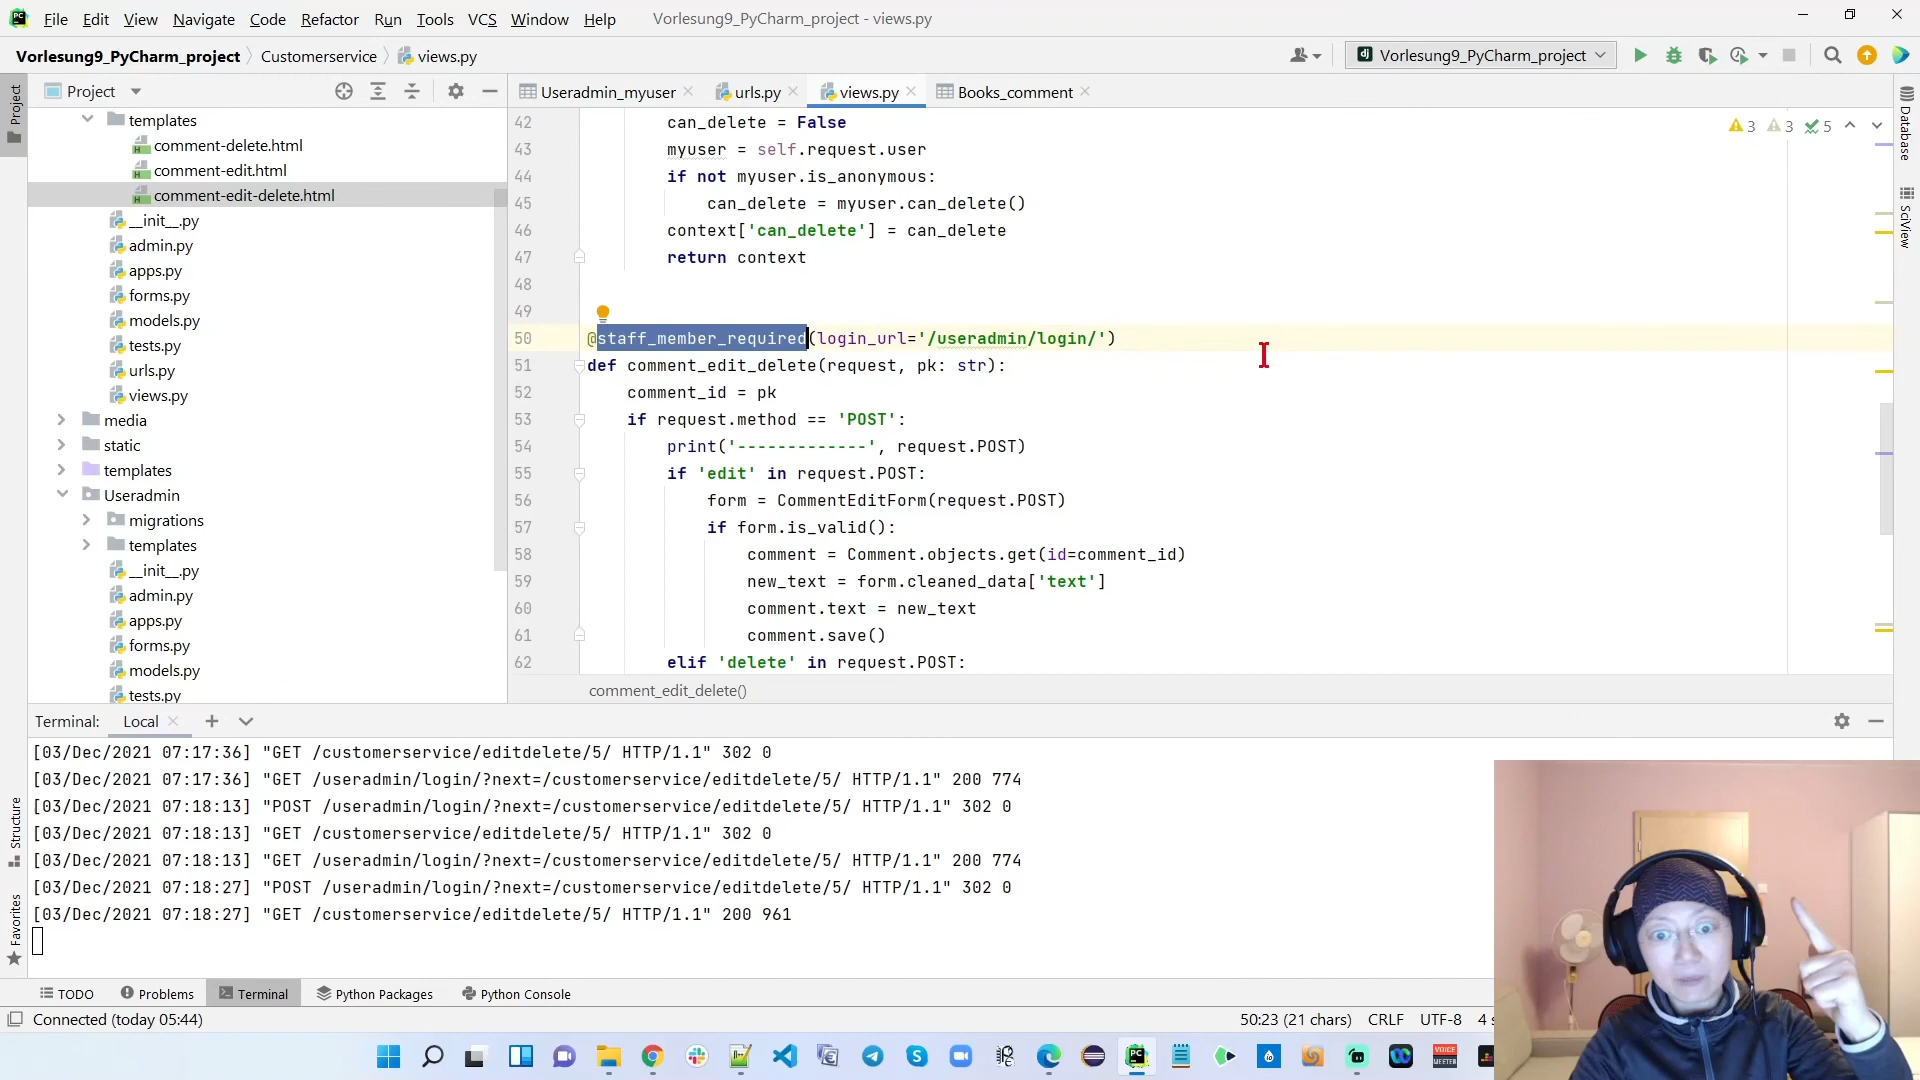 File Edit View Navigate Code Refactor Run Tools VCS Window Help Vorlesung9_PyCharm_project - views.py
Vorlesung9_PyCharm_project Customerservice views.py Vorlesung9_PyCharm_project
Project
Project
Useradmin_myuser urls.py views.py Books_comment
templates
comment-delete.html
comment-edit.html
comment-edit-delete.html
__init__.py
admin.py
apps.py
forms.py
models.py
tests.py
urls.py
views.py
media
static
templates
Useradmin
migrations
templates
__init__.py
admin.py
apps.py
forms.py
models.py
tests.py
3 3 5
Database
SciView
42 can_delete = False
43 myuser = self.request.user
44 if not myuser.is_anonymous:
45 can_delete = myuser.can_delete()
46 context['can_delete'] = can_delete
47 return context
48
49
50 @staff_member_required(login_url='/useradmin/login/')
51 def comment_edit_delete(request, pk: str):
52 comment_id = pk
53 if request.method == 'POST':
54 print('-------------', request.POST)
55 if 'edit' in request.POST:
56 form = CommentEditForm(request.POST)
57 if form.is_valid():
58 comment = Comment.objects.get(id=comment_id)
59 new_text = form.cleaned_data['text']
60 comment.text = new_text
61 comment.save()
62 elif 'delete' in request.POST:
comment_edit_delete()
Terminal: Local
[03/Dec/2021 07:17:36] "GET /customerservice/editdelete/5/ HTTP/1.1" 302 0
[03/Dec/2021 07:17:36] "GET /useradmin/login/?next=/customerservice/editdelete/5/ HTTP/1.1" 200 774
[03/Dec/2021 07:18:13] "POST /useradmin/login/?next=/customerservice/editdelete/5/ HTTP/1.1" 302 0
[03/Dec/2021 07:18:13] "GET /customerservice/editdelete/5/ HTTP/1.1" 302 0
[03/Dec/2021 07:18:13] "GET /useradmin/login/?next=/customerservice/editdelete/5/ HTTP/1.1" 200 774
[03/Dec/2021 07:18:27] "POST /useradmin/login/?next=/customerservice/editdelete/5/ HTTP/1.1" 302 0
[03/Dec/2021 07:18:27] "GET /customerservice/editdelete/5/ HTTP/1.1" 200 961
Structure
Favorites
TODO Problems Terminal Python Packages Python Console
Connected (today 05:44) 50:23 (21 chars) CRLF UTF-8 4 s